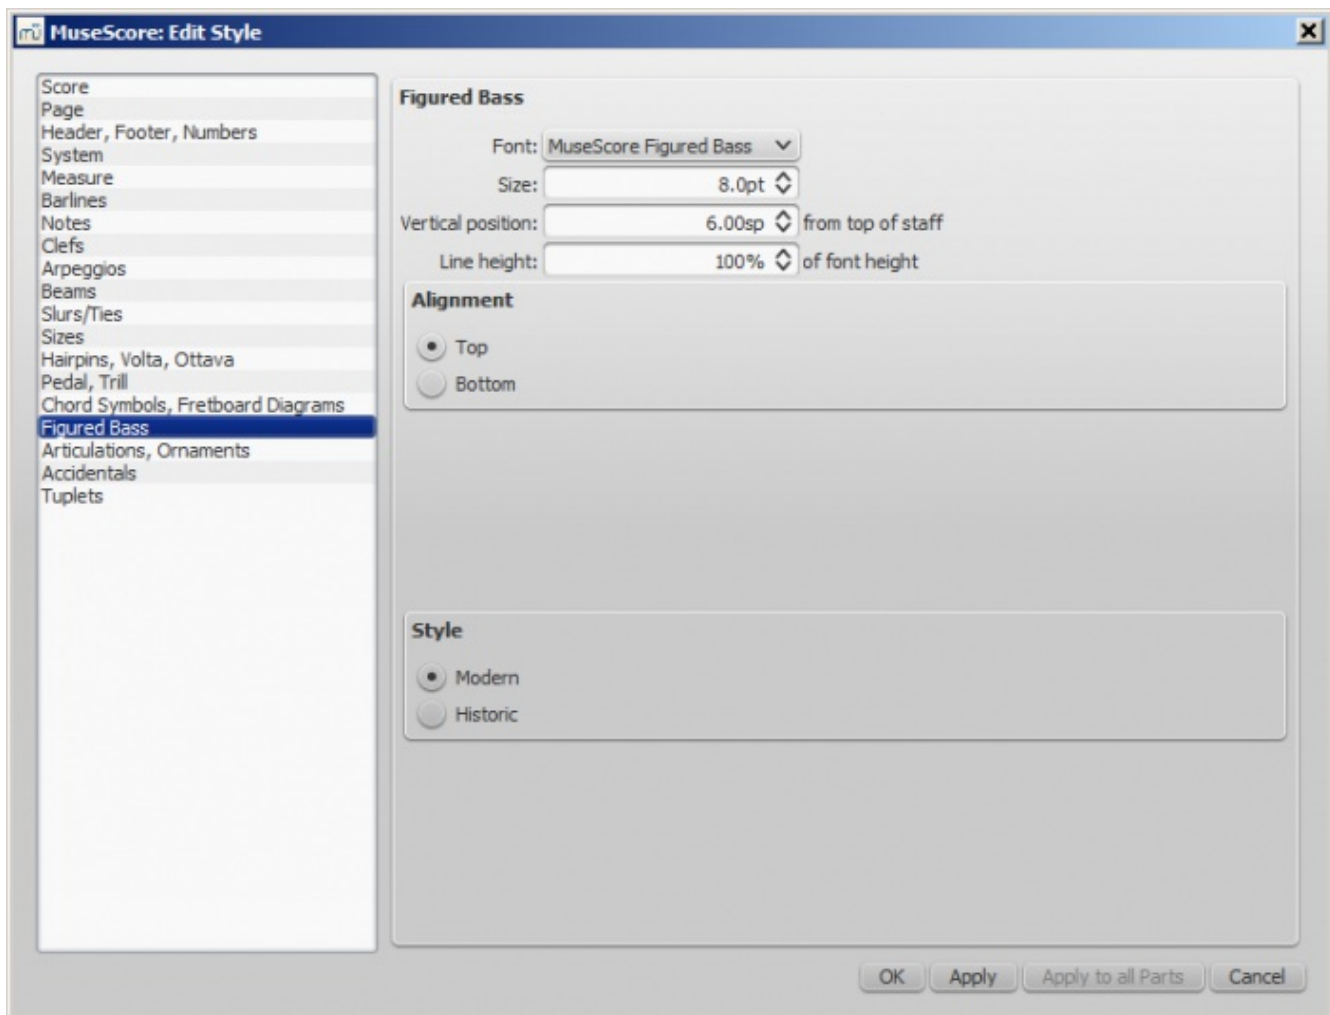 mü MuseScore: Edit Style
Score
Page
Header, Footer, Numbers
System
Measure
Barlines
Notes
Clefs
Arpeggios
Beams
Slurs/Ties
Sizes
Hairpins, Volta, Ottava
Pedal, Trill
Chord Symbols, Fretboard Diagrams
Figured Bass
Articulations, Ornaments
Accidentals
Tuplets
Figured Bass
Font: MuseScore Figured Bass
Size: 8.0pt
Vertical position: 6.00sp from top of staff
Line height: 100% of font height
Alignment
Top
Bottom
Style
Modern
Historic
OK Apply Apply to all Parts Cancel